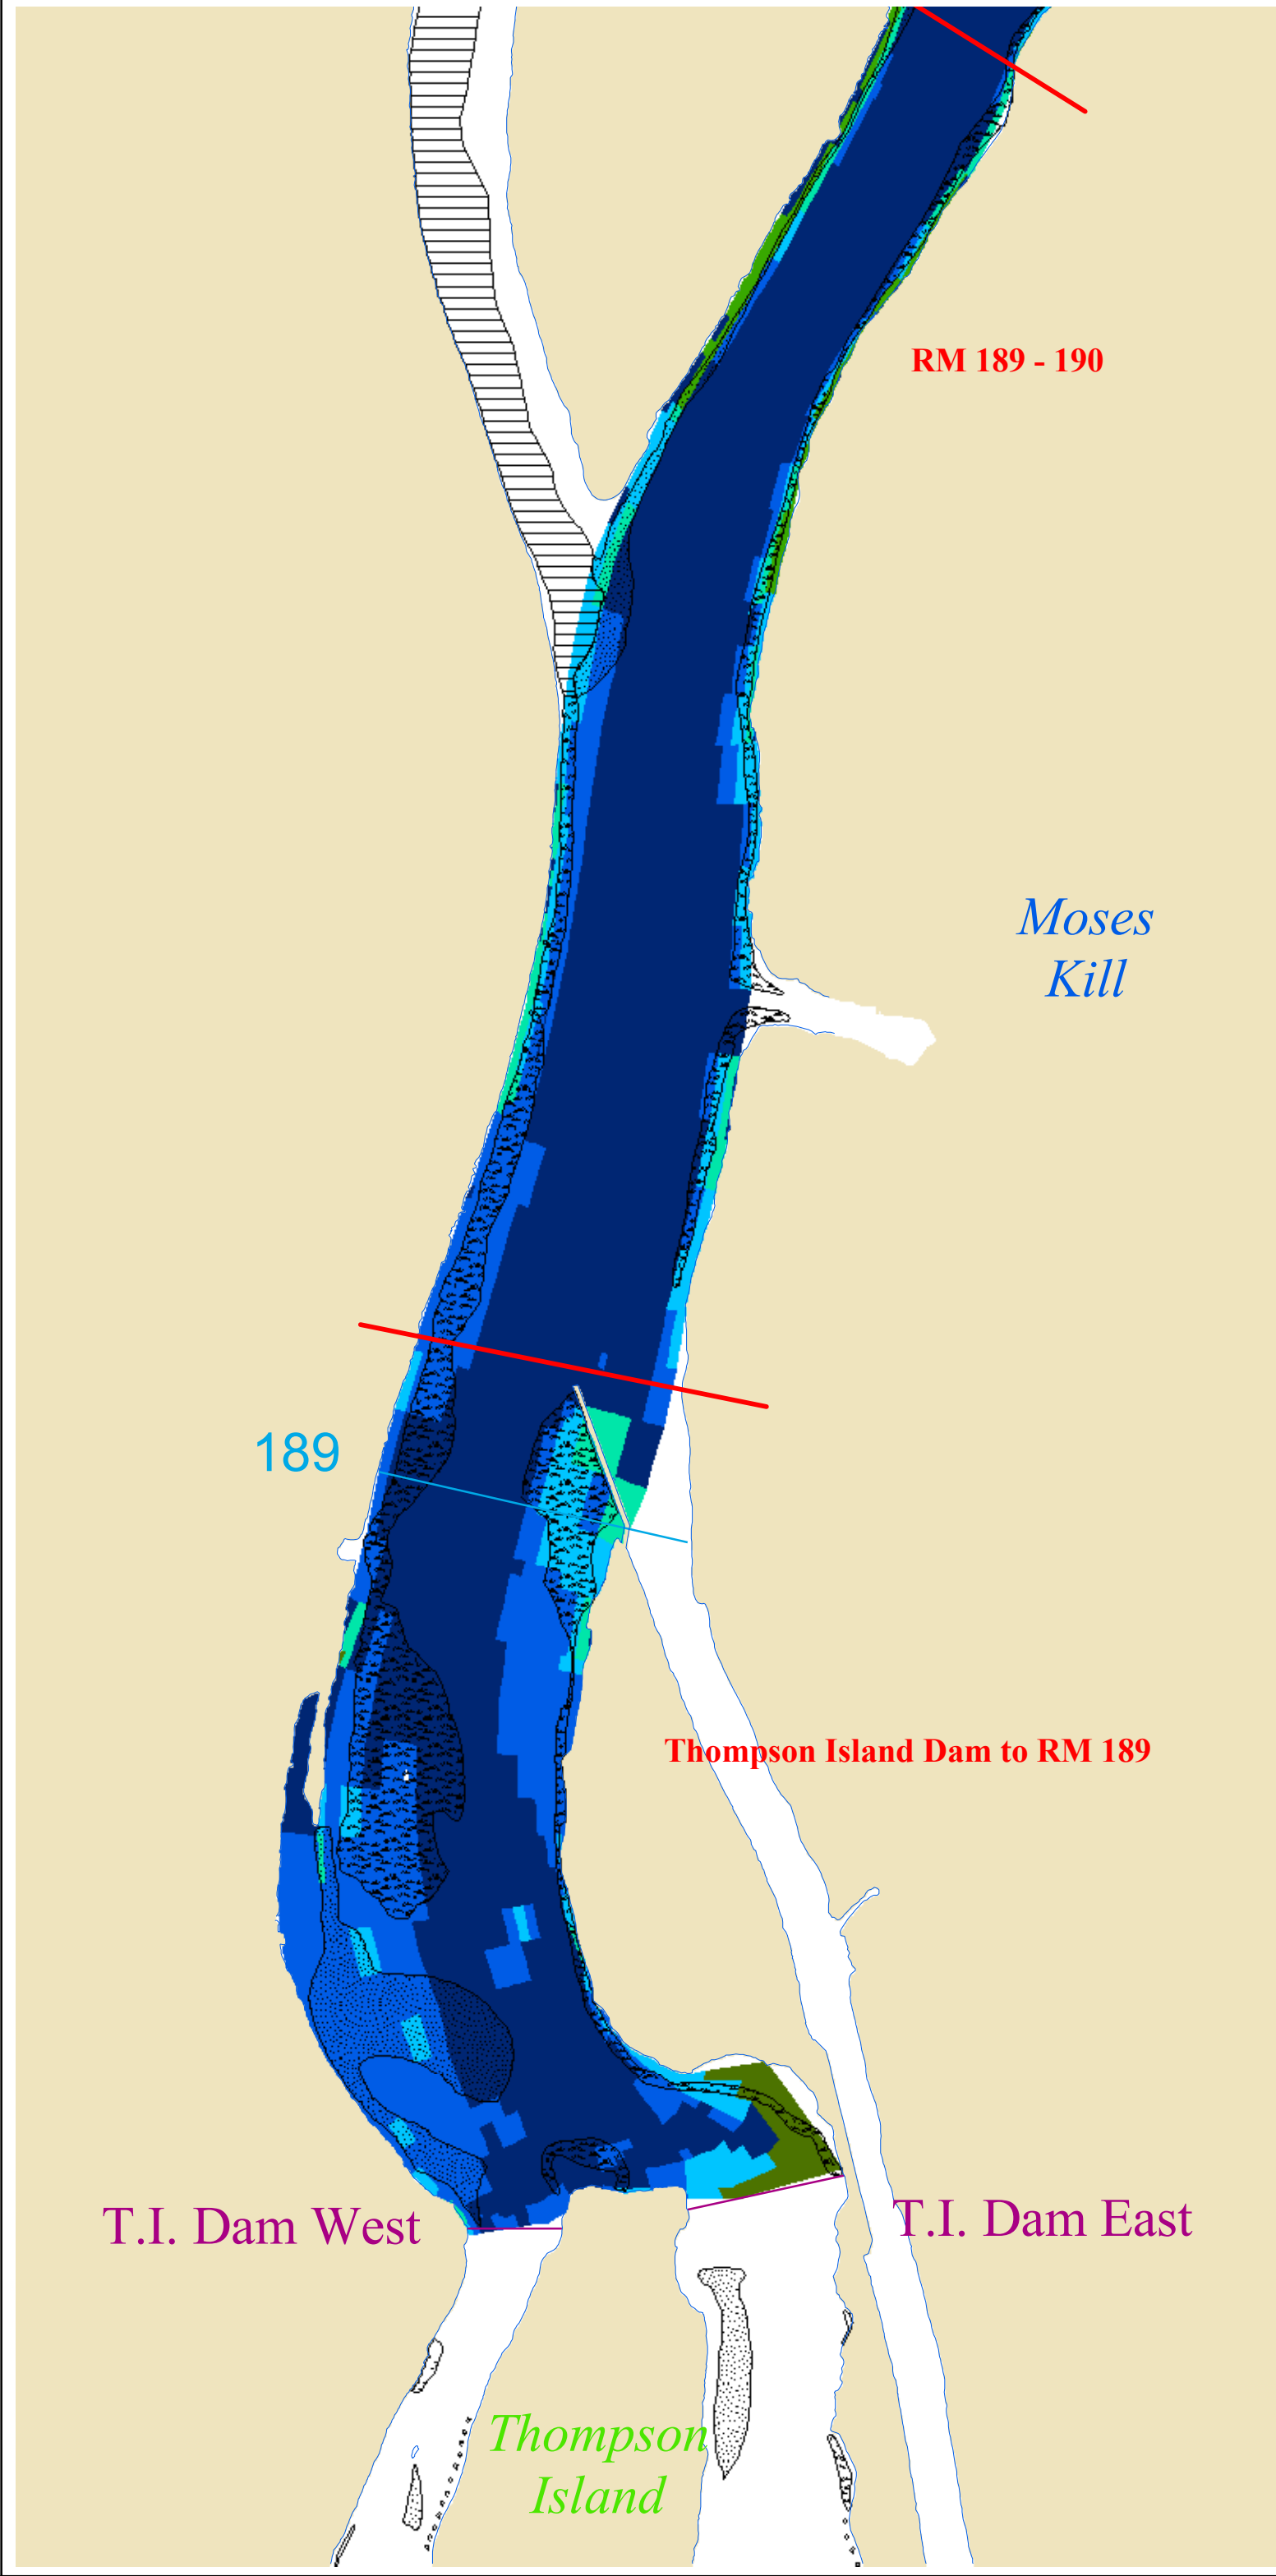 RM 189 - 190
Moses
Kill
189
Thompson Island Dam to RM 189
T.I. Dam West
T.I. Dam East
Thompson
Island